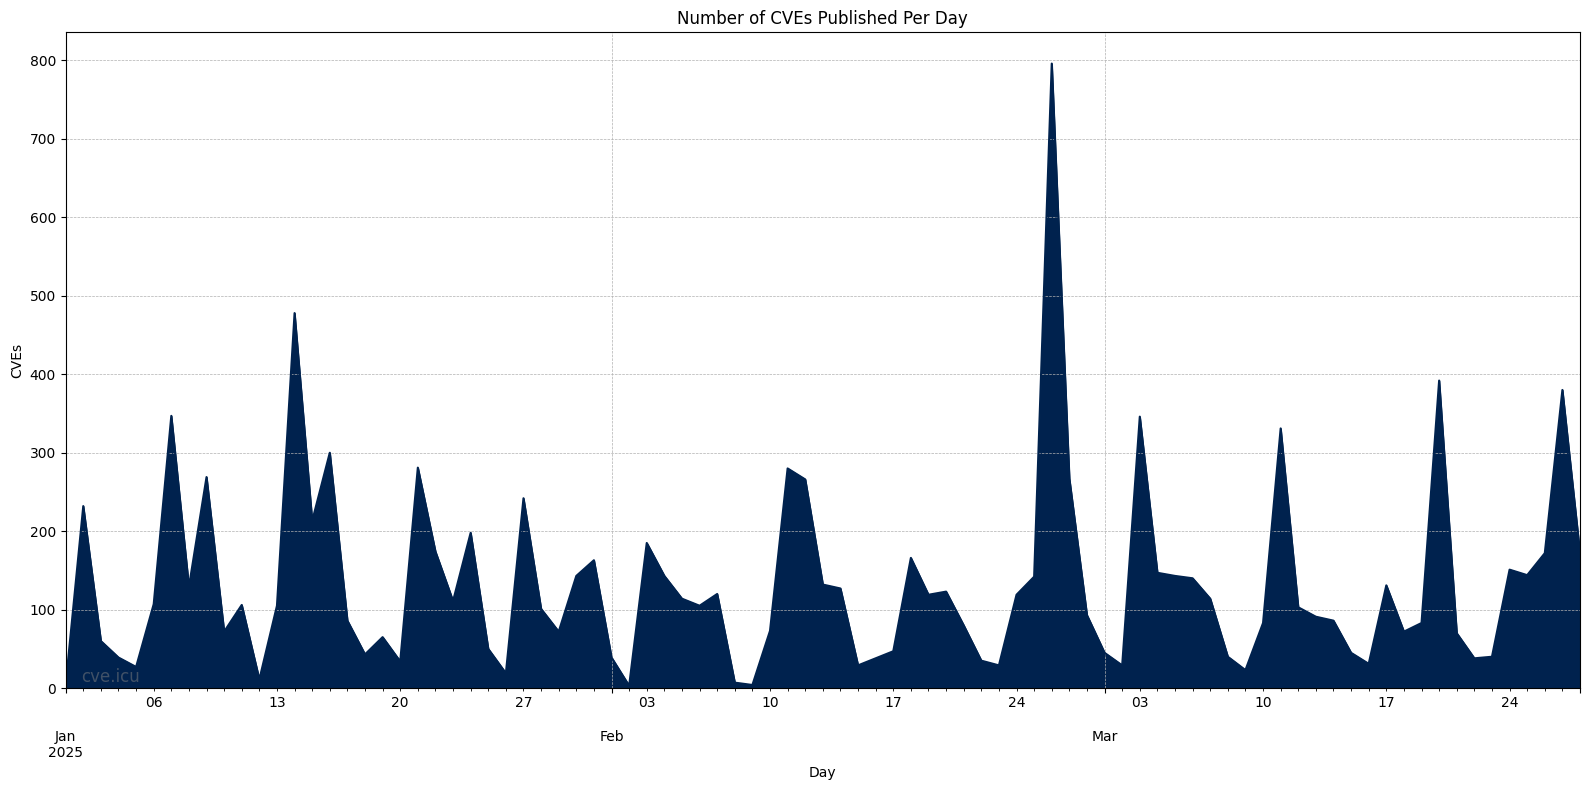 Number of CVEs Published Per Day
800
700
600
500
400
300
200
100
0
CVEs
cve.icu
06 13 20 27 03 10 17 24 03 10 17 24
Jan Feb Mar
2025
Day